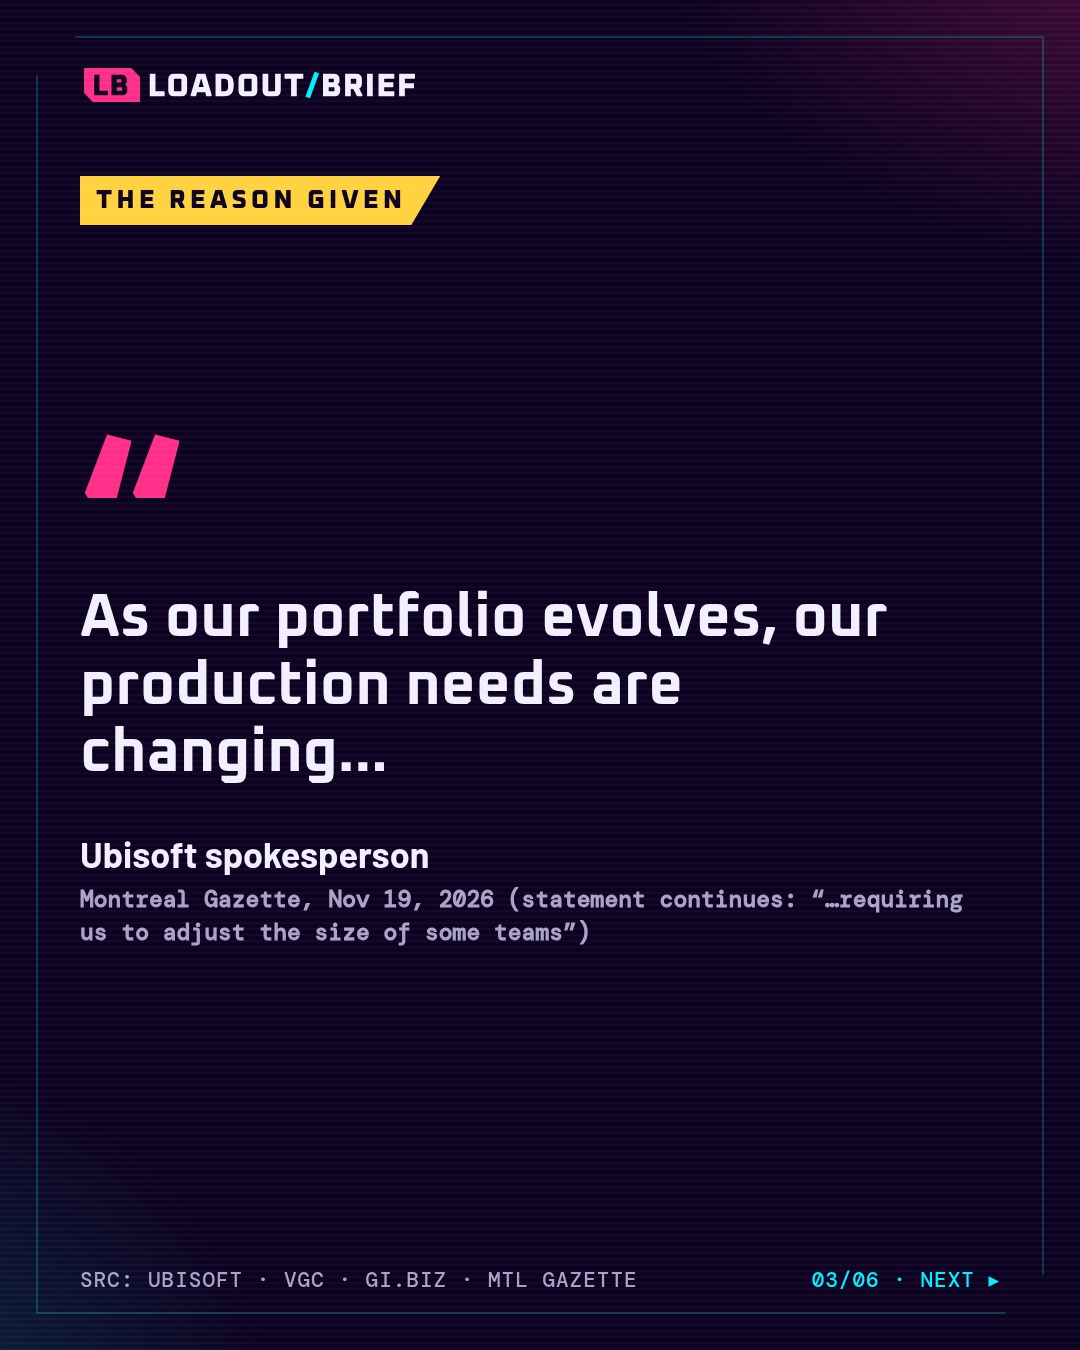 LB LOADOUT/BRIEF
THE REASON GIVEN
“
As our portfolio evolves, our
production needs are
changing…
Ubisoft spokesperson
Montreal Gazette, Nov 19, 2026 (statement continues: “…requiring
us to adjust the size of some teams”)
SRC: UBISOFT · VGC · GI.BIZ · MTL GAZETTE
03/06 · NEXT ▸